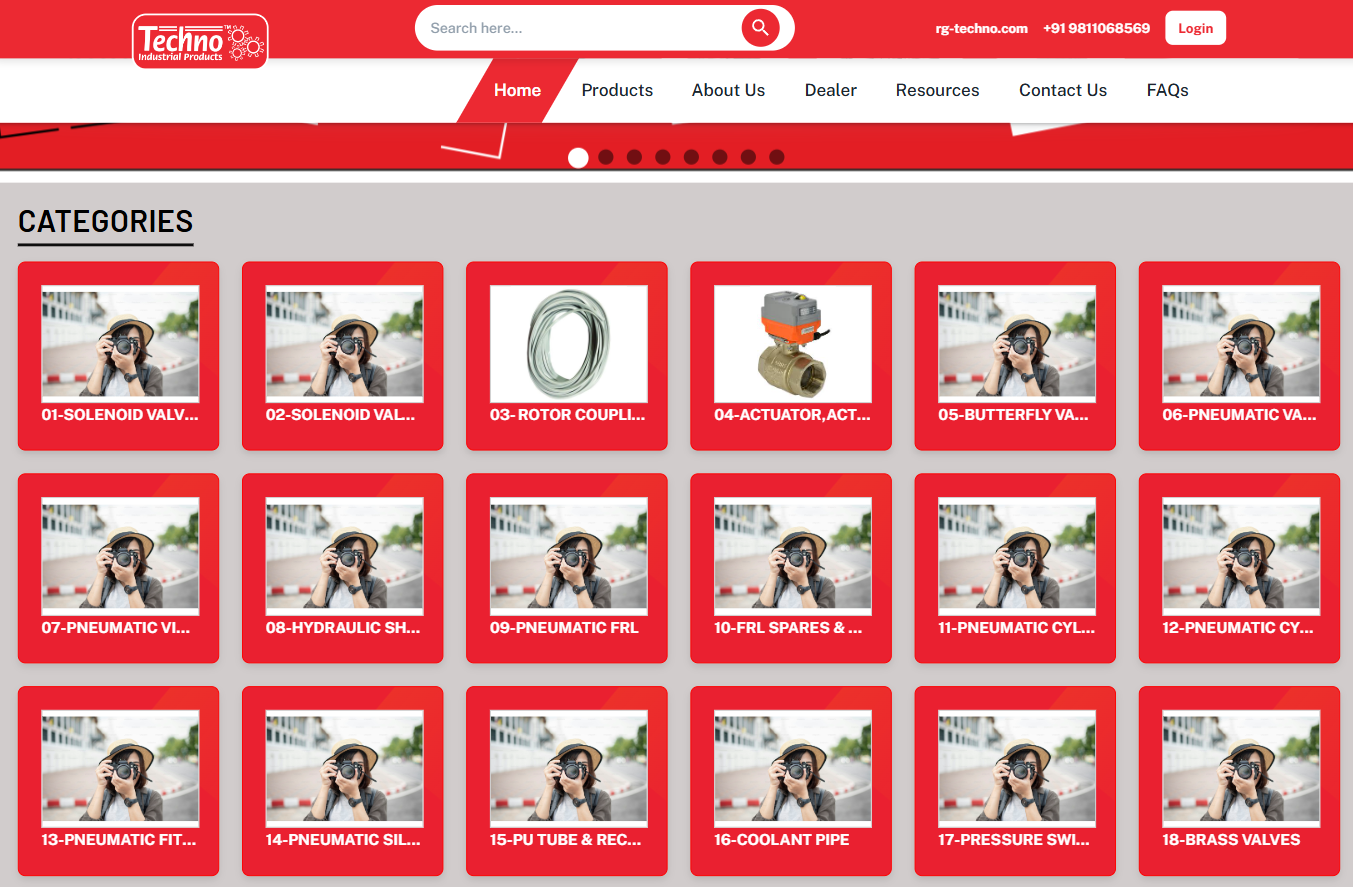 Techno™
Industrial Products
Search here...
rg-techno.com +91 9811068569 Login
Home Products About Us Dealer Resources Contact Us FAQs
CATEGORIES
01-SOLENOID VALV... 02-SOLENOID VAL... 03- ROTOR COUPLI... 04-ACTUATOR,ACT... 05-BUTTERFLY VA... 06-PNEUMATIC VA...
07-PNEUMATIC VI... 08-HYDRAULIC SH... 09-PNEUMATIC FRL 10-FRL SPARES & ... 11-PNEUMATIC CYL... 12-PNEUMATIC CY...
13-PNEUMATIC FIT... 14-PNEUMATIC SIL... 15-PU TUBE & REC... 16-COOLANT PIPE 17-PRESSURE SWI... 18-BRASS VALVES